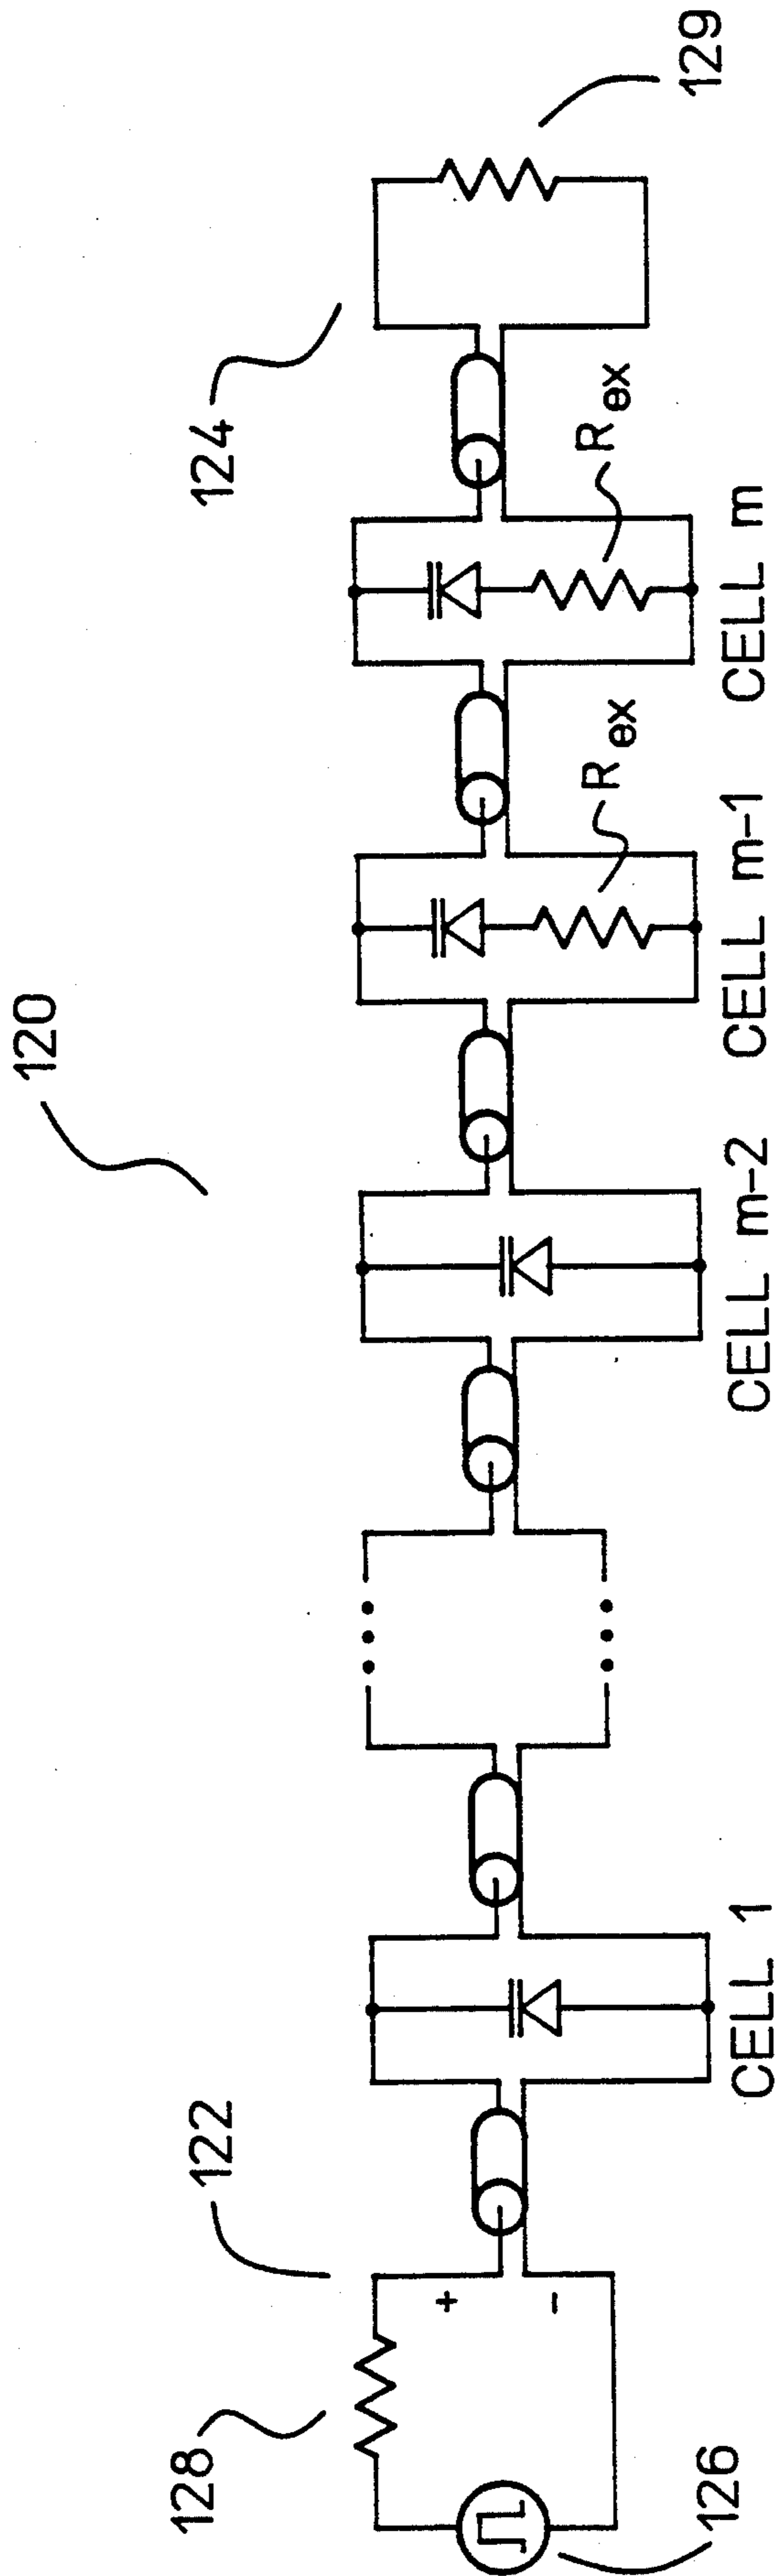 120
128
122
124
126
+
-
R_ex
R_ex
129
CELL 1
CELL m-2
CELL m-1
CELL m